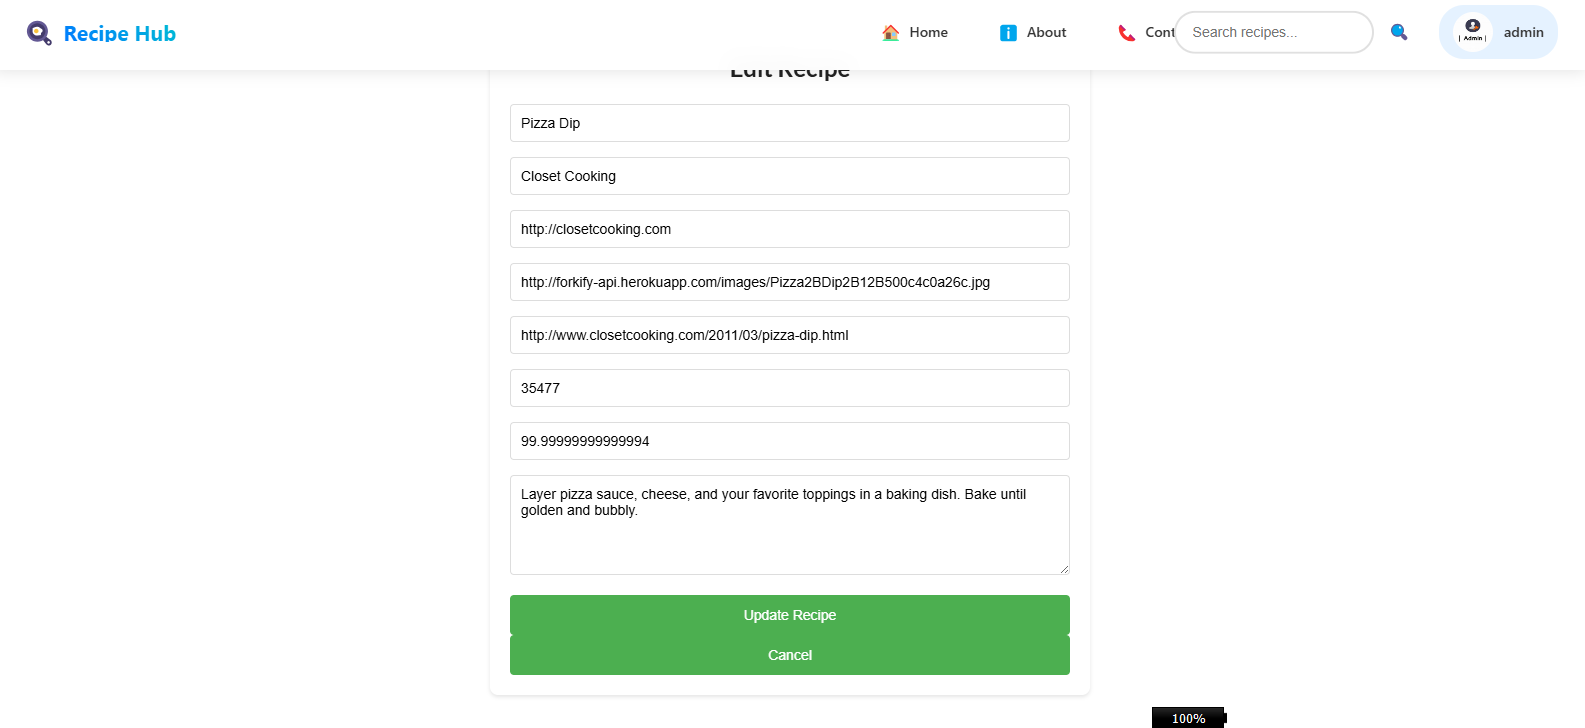 Recipe Hub
Home
About
Cont
Search recipes...
| Admin |
admin
Edit Recipe
Pizza Dip
Closet Cooking
http://closetcooking.com
http://forkify-api.herokuapp.com/images/Pizza2BDip2B12B500c4c0a26c.jpg
http://www.closetcooking.com/2011/03/pizza-dip.html
35477
99.99999999999994
Layer pizza sauce, cheese, and your favorite toppings in a baking dish. Bake until
golden and bubbly.
Update Recipe
Cancel
100%